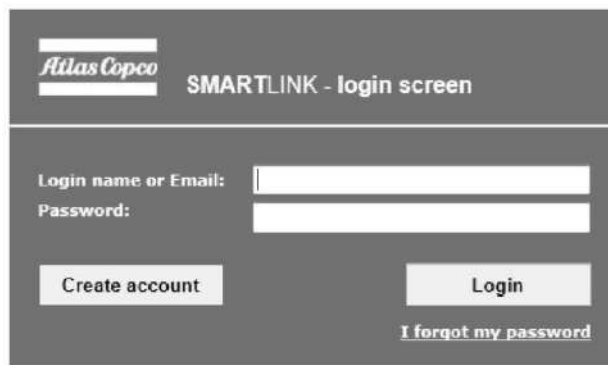 Atlas Copco
SMARTLINK - login screen
Login name or Email:
Password:
Create account
Login
I forgot my password